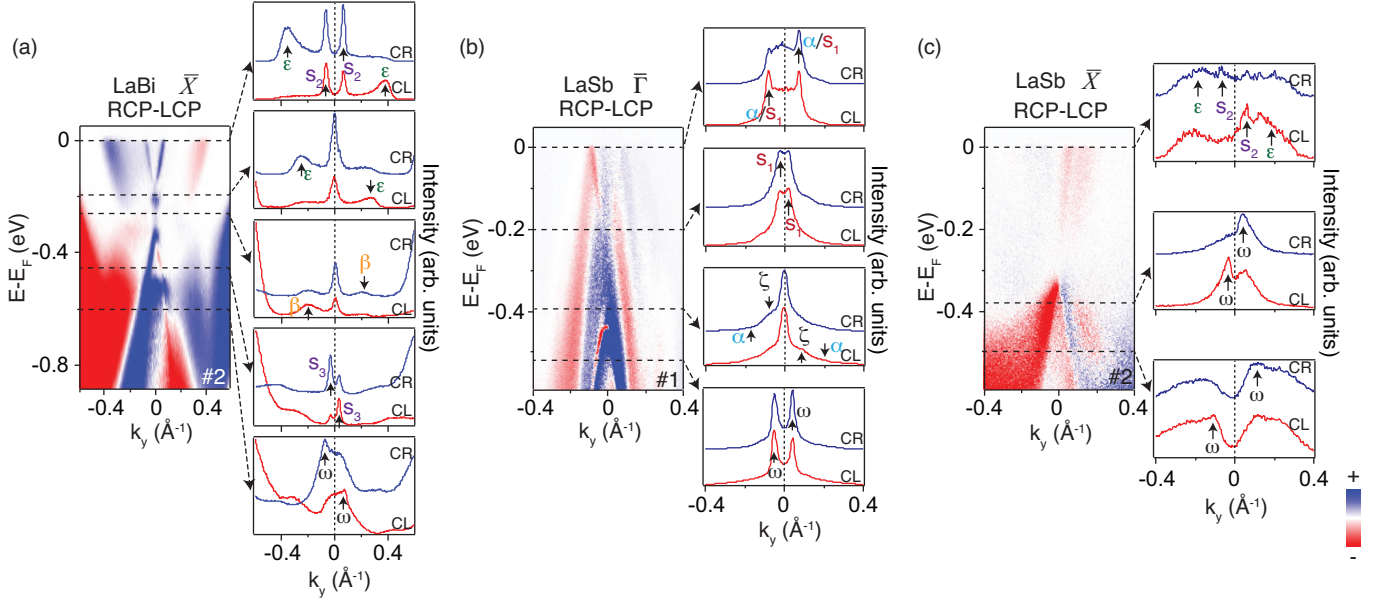 (a)
LaBi X̅
RCP-LCP
E-E_F (eV)
0
-0.4
-0.8
-0.4
0
0.4
k_y (Å⁻¹)
#2
CR
ε
S₂
S₂
ε
CL
CR
ε
ε
CL
CR
β
β
CL
CR
S₃
S₃
CL
CR
ω
ω
CL
-0.4
0
0.4
k_y (Å⁻¹)
Intensity (arb. units)
(b)
LaSb Γ̅
RCP-LCP
E-E_F (eV)
0
-0.2
-0.4
-0.4
0
0.4
k_y (Å⁻¹)
#1
α/S₁
CR
α/S₁
CL
S₁
CR
S₁
CL
ζ
CR
α
ζ
α
CL
CR
ω
ω
CL
-0.4
0
0.4
k_y (Å⁻¹)
Intensity (arb. units)
(c)
LaSb X̅
RCP-LCP
E-E_F (eV)
0
-0.2
-0.4
-0.4
0
0.4
k_y (Å⁻¹)
#2
CR
ε
S₂
CL
S₂
ε
CR
ω
CL
ω
CR
ω
CL
ω
-0.4
0
0.4
k_y (Å⁻¹)
Intensity (arb. units)
+
-